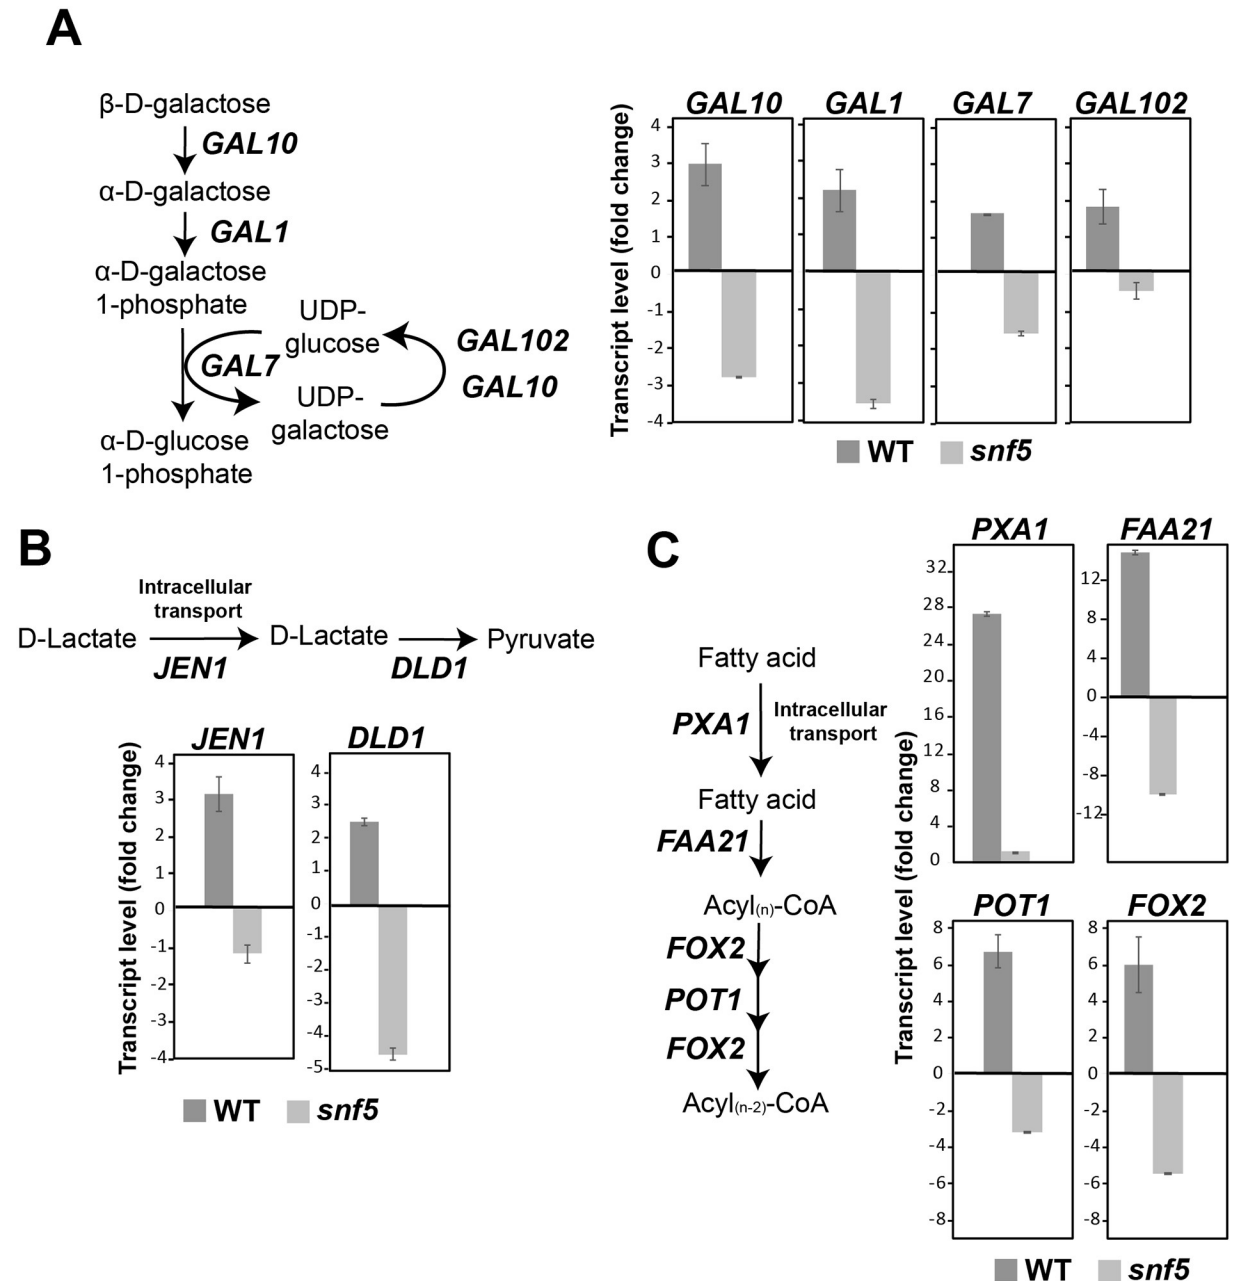 A
β-D-galactose
GAL10
α-D-galactose
GAL1
α-D-galactose
1-phosphate
UDP-
glucose
GAL7
GAL102
GAL10
UDP-
galactose
α-D-glucose
1-phosphate
Transcript level (fold change)
GAL10 GAL1 GAL7 GAL102
4
3
2
1
0
-1
-2
-3
-4
WT snf5
B
Intracellular
transport
D-Lactate D-Lactate Pyruvate
JEN1 DLD1
Transcript level (fold change)
JEN1
4
3
2
1
0
-1
-2
-3
-4
DLD1
4
3
2
1
0
-1
-2
-3
-4
-5
WT snf5
C
Fatty acid
PXA1
Intracellular
transport
Fatty acid
FAA21
Acyl(n)-CoA
FOX2
POT1
FOX2
Acyl(n-2)-CoA
Transcript level (fold change)
PXA1
32
28
24
20
16
12
8
4
0
FAA21
12
8
4
0
-4
-8
-12
POT1
8
6
4
2
0
-2
-4
-6
-8
FOX2
8
6
4
2
0
-2
-4
-6
-8
WT snf5